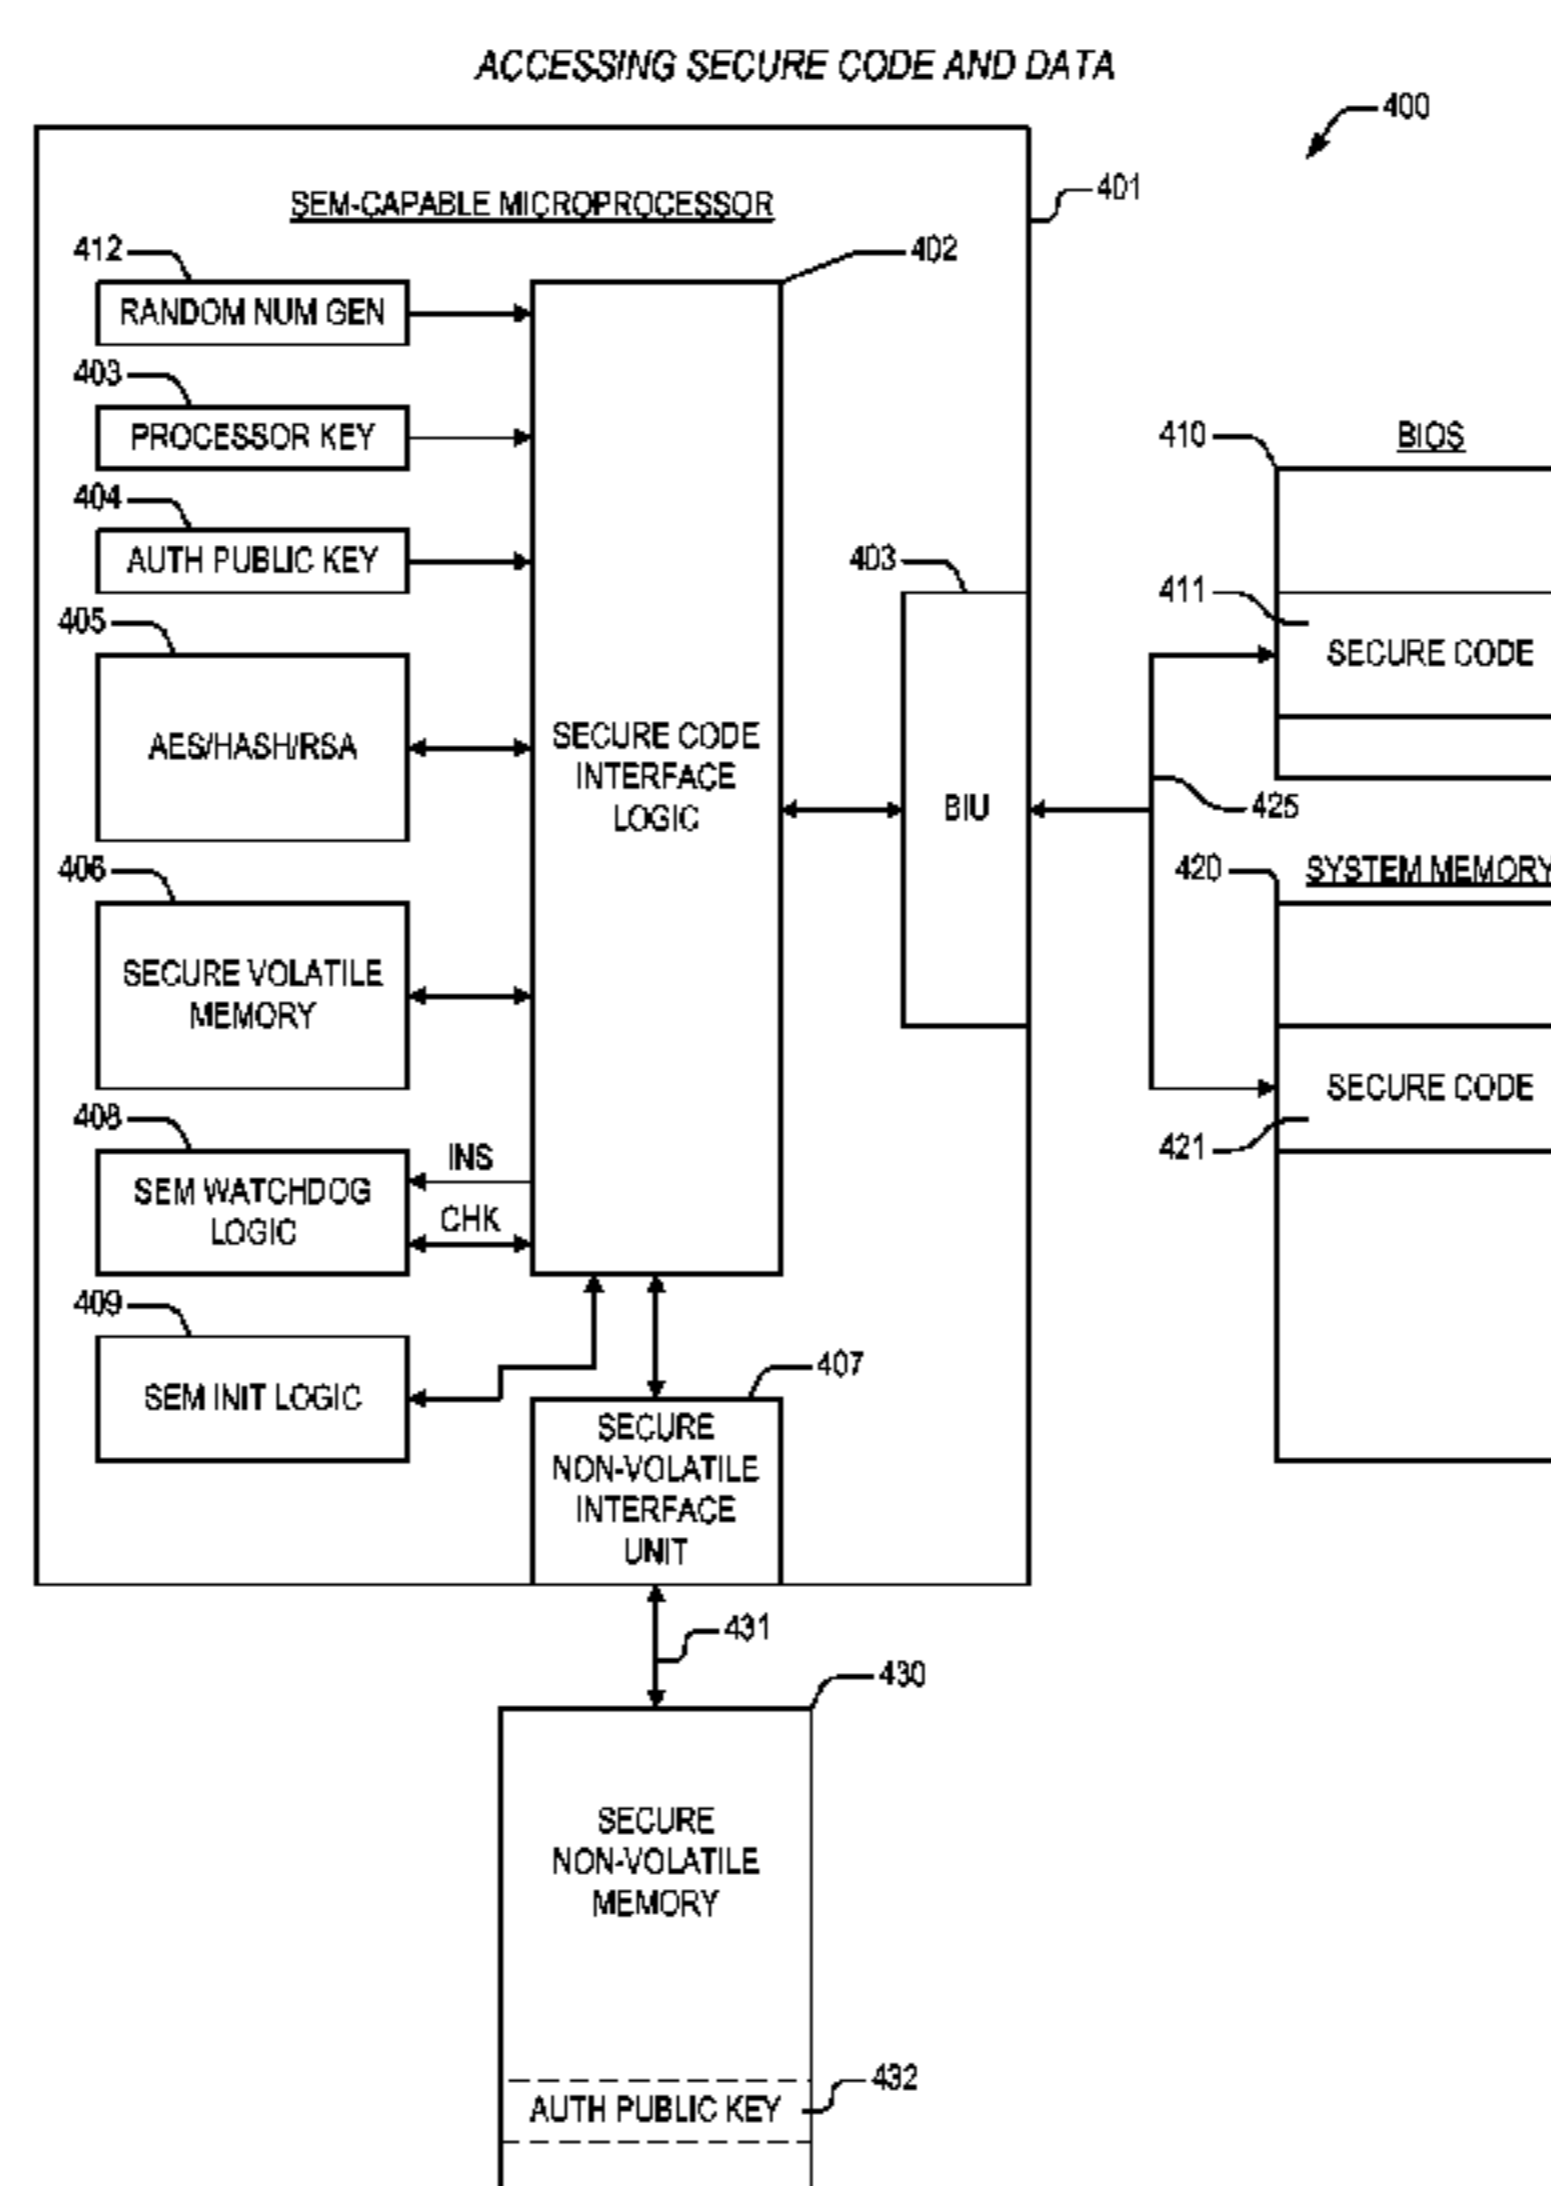 ACCESSING SECURE CODE AND DATA
400
401
SEM-CAPABLE MICROPROCESSOR
412
402
RANDOM NUM GEN
403
PROCESSOR KEY
404
AUTH PUBLIC KEY
405
AES/HASH/RSA
SECURE CODE
INTERFACE
LOGIC
403
BIU
410
BIOS
411
SECURE CODE
425
420
SYSTEM MEMORY
SECURE CODE
421
406
SECURE VOLATILE
MEMORY
408
SEM WATCHDOG
LOGIC
INS
CHK
409
SEM INIT LOGIC
407
SECURE
NON-VOLATILE
INTERFACE
UNIT
431
430
SECURE
NON-VOLATILE
MEMORY
432
AUTH PUBLIC KEY